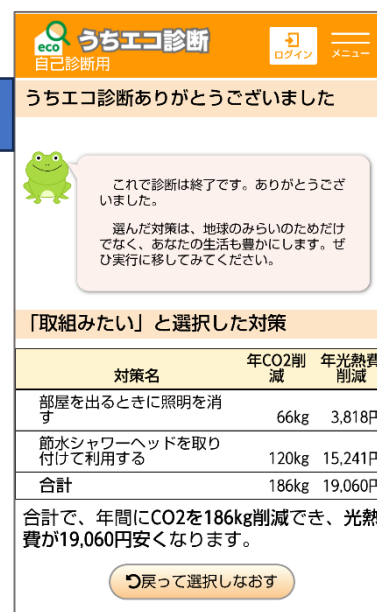 eco うちエコ診断
自己診断用
ログイン メニュー
うちエコ診断ありがとうございました
これで診断は終了です。ありがとうござ
いました。
選んだ対策は、地球のみらいのためだけ
でなく、あなたの生活も豊かにします。ぜ
ひ実行に移してみてください。
「取組みたい」と選択した対策
対策名 年CO2削減 年光熱費削減
部屋を出るときに照明を消
す 66kg 3,818円
節水シャワーヘッドを取り
付けて利用する 120kg 15,241円
合計 186kg 19,060円
合計で、年間にCO2を186kg削減でき、光熱
費が19,060円安くなります。
戻って選択しなおす